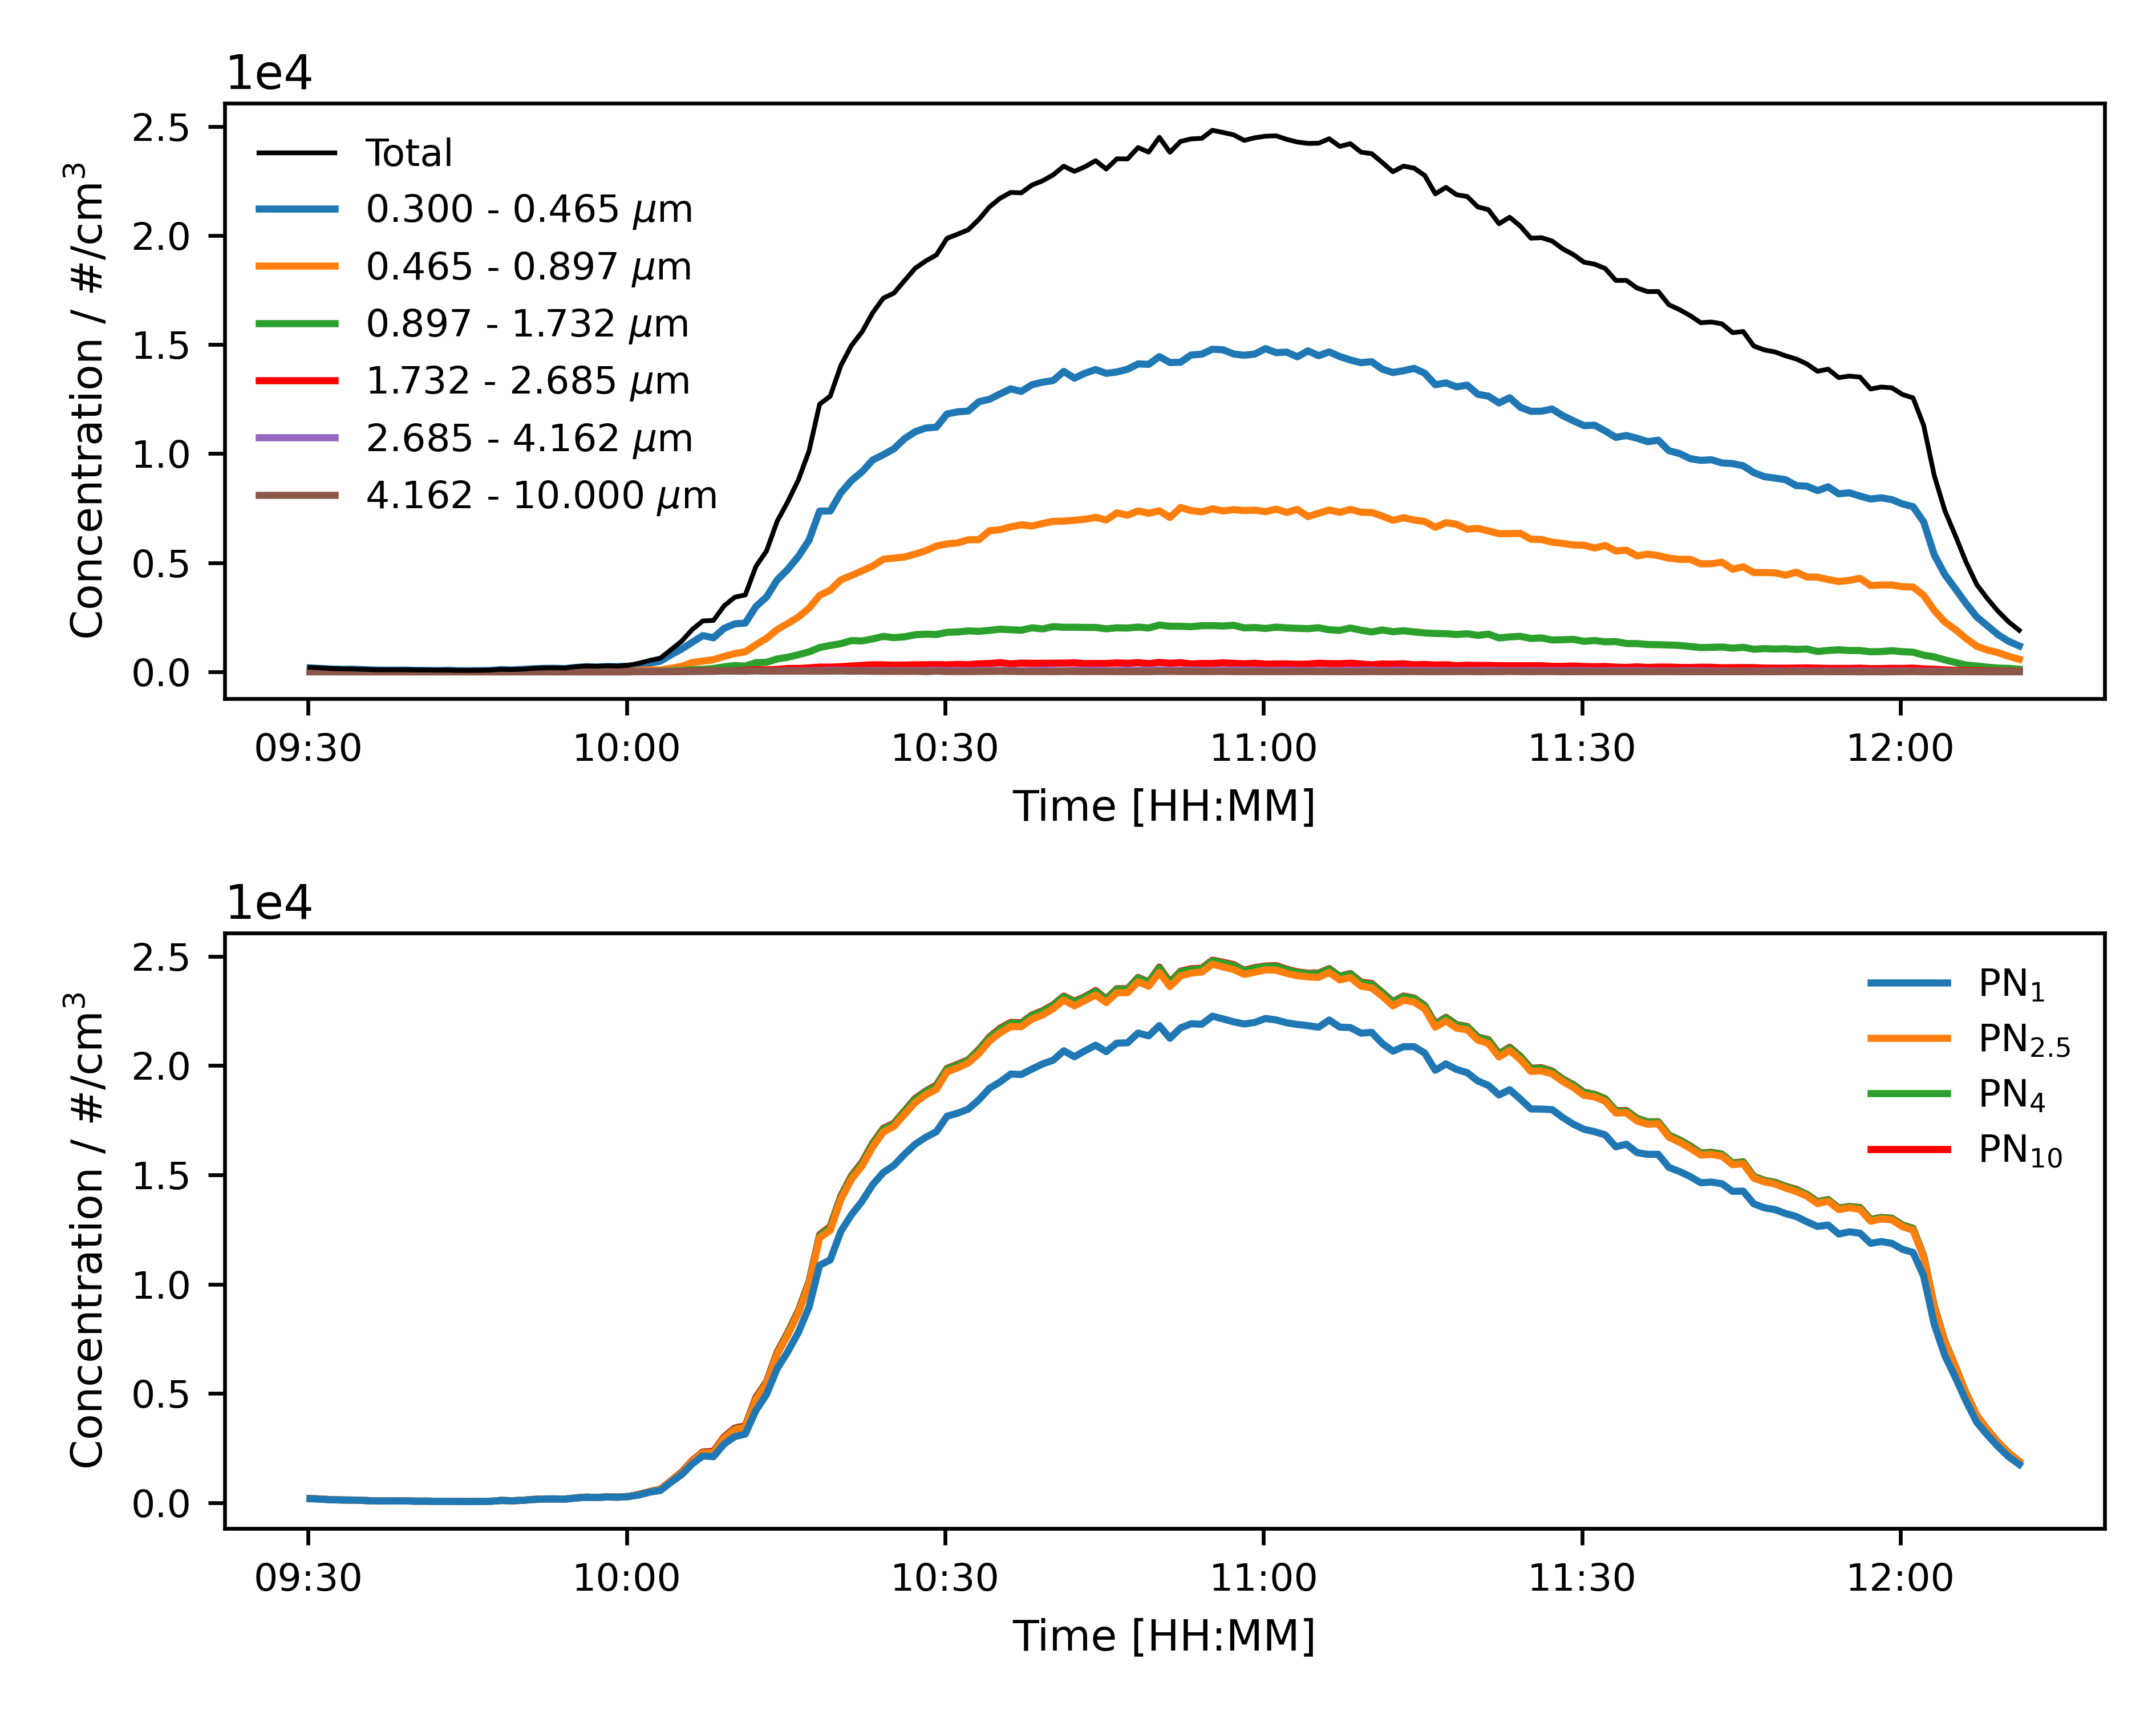 1e4
Concentration / #/cm³
2.5
2.0
1.5
1.0
0.5
0.0
Total
0.300 - 0.465 μm
0.465 - 0.897 μm
0.897 - 1.732 μm
1.732 - 2.685 μm
2.685 - 4.162 μm
4.162 - 10.000 μm
09:30 10:00 10:30 11:00 11:30 12:00
Time [HH:MM]
1e4
Concentration / #/cm³
2.5
2.0
1.5
1.0
0.5
0.0
PN₁
PN₂.₅
PN₄
PN₁₀
09:30 10:00 10:30 11:00 11:30 12:00
Time [HH:MM]